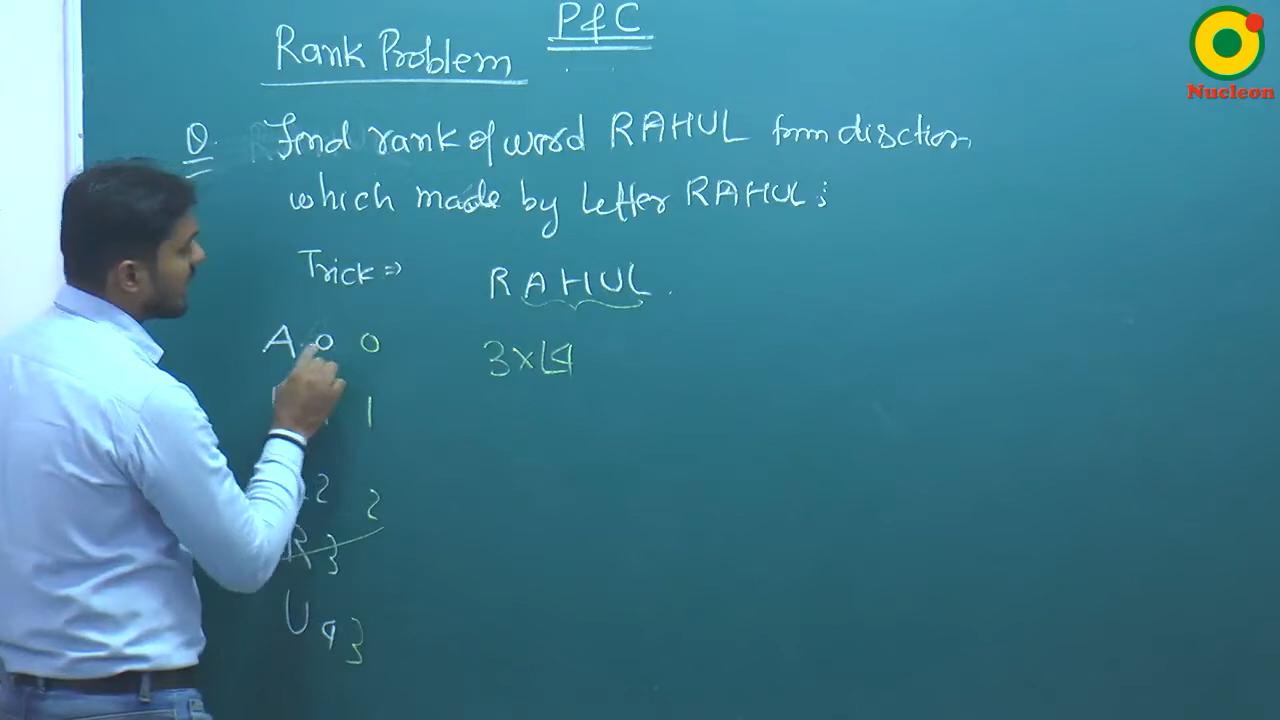 P & C
Rank Problem
Nucleon
Q. Find rank of word RAHUL form disction
which made by letter RAHUL;
Trick ⇒ RAHUL.
A 0 0 3×∟4
1
2 2
R 3
U 4 3